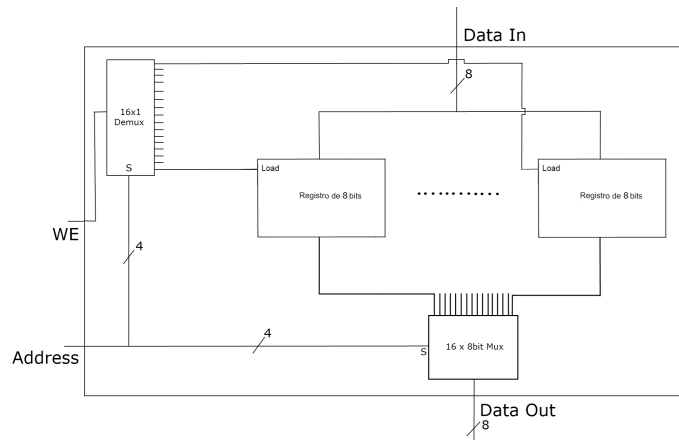 Data In
8
16x1
Demux
S
Load
Registro de 8 bits
Load
Registro de 8 bits
WE
4
4
Address
S
16 x 8bit Mux
Data Out
8